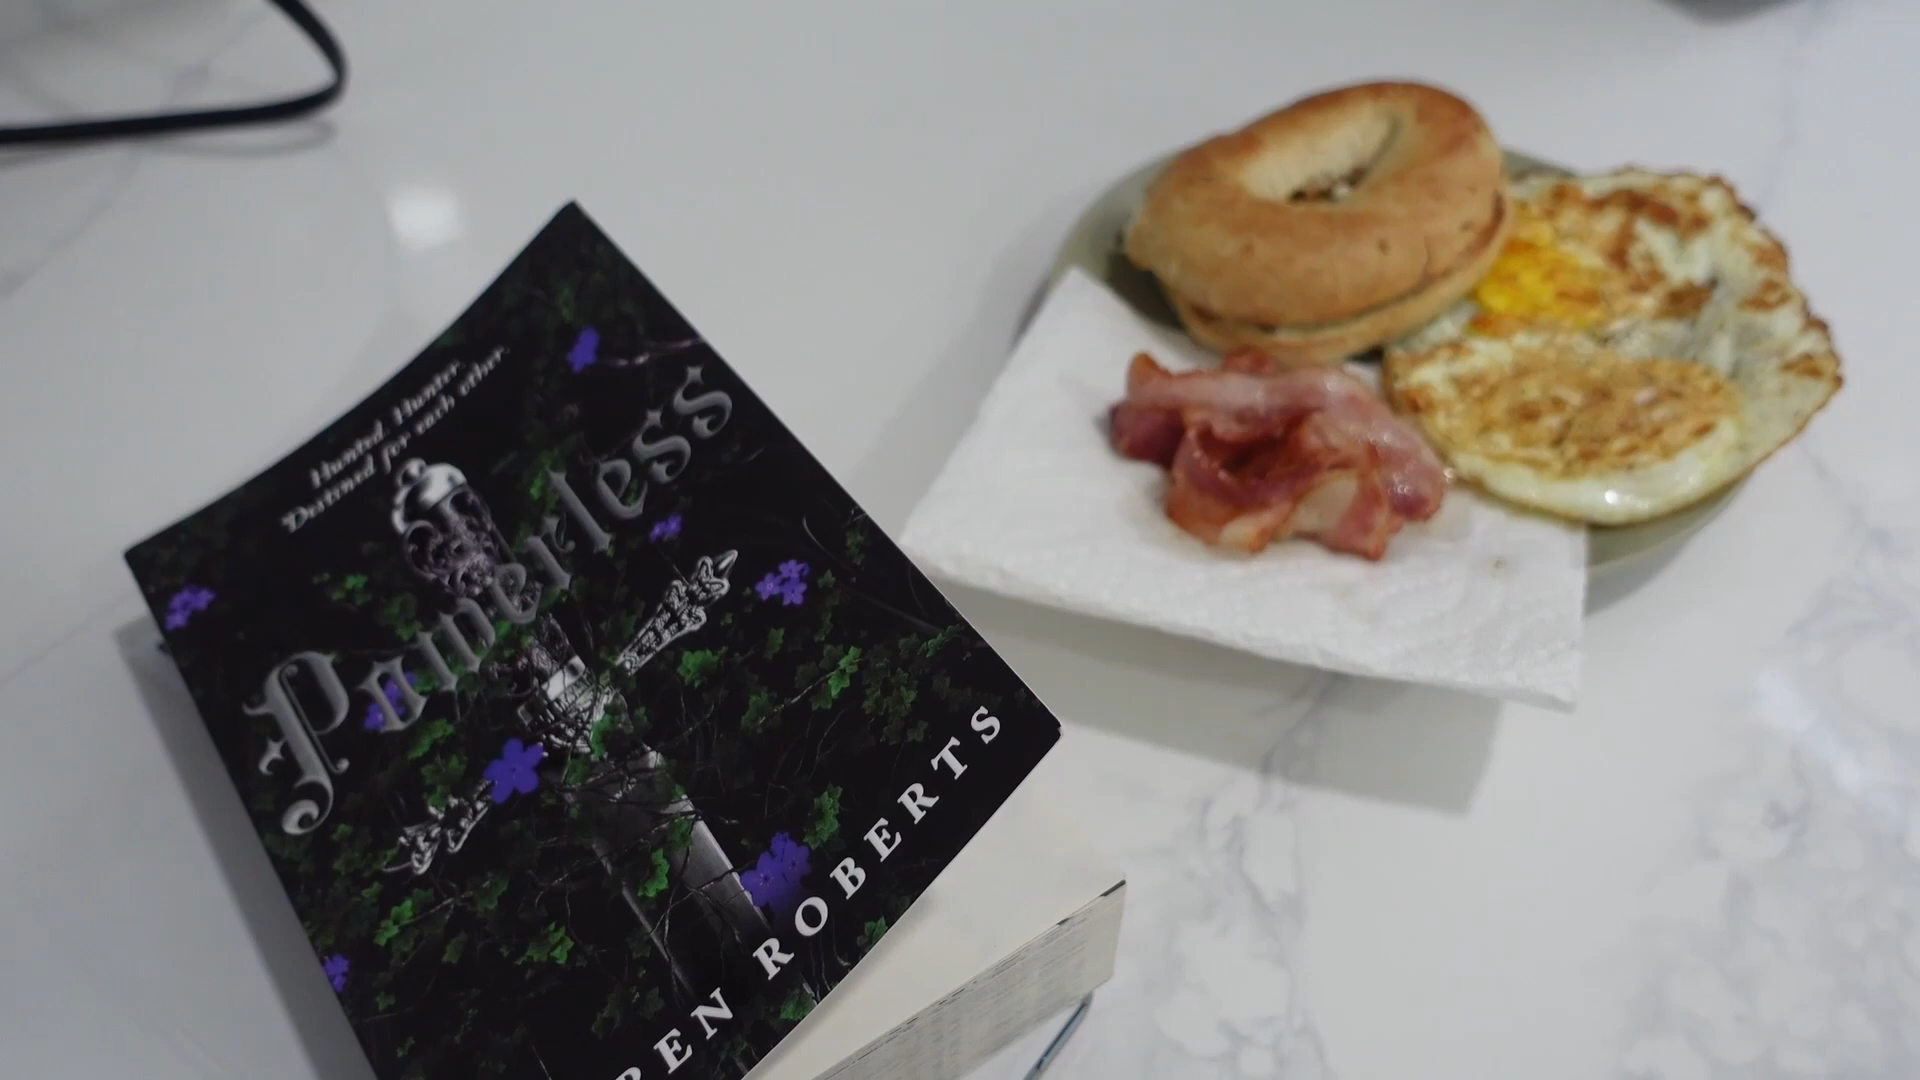 Hunted. Hunter.
Destined for each other.
Powerless
REN ROBERTS